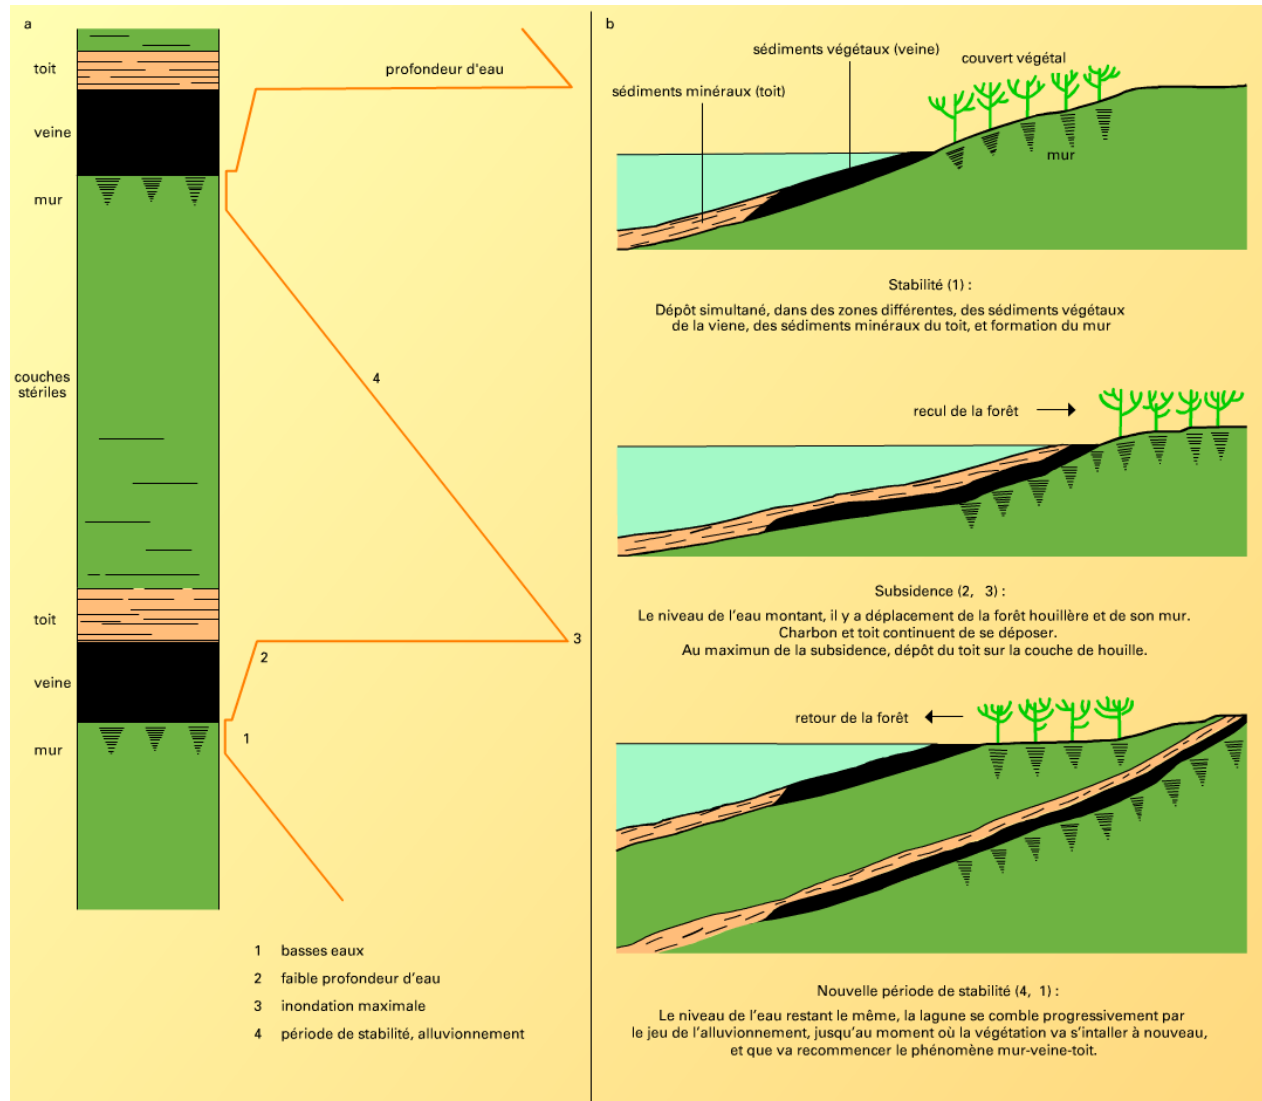 a
toit
profondeur d'eau
veine
mur
4
couches
stériles
toit
3
2
veine
1
mur
1 basses eaux
2 faible profondeur d'eau
3 inondation maximale
4 période de stabilité, alluvionnement
b
sédiments végétaux (veine)
couvert végétal
sédiments minéraux (toit)
mur
Stabilité (1) :
Dépôt simultané, dans des zones différentes, des sédiments végétaux
de la viene, des sédiments minéraux du toit, et formation du mur
recul de la forêt
Subsidence (2, 3) :
Le niveau de l'eau montant, il y a déplacement de la forêt houillère et de son mur.
Charbon et toit continuent de se déposer.
Au maximun de la subsidence, dépôt du toit sur la couche de houille.
retour de la forêt
Nouvelle période de stabilité (4, 1) :
Le niveau de l'eau restant le même, la lagune se comble progressivement par
le jeu de l'alluvionnement, jusqu'au moment où la végétation va s'intaller à nouveau,
et que va recommencer le phénomène mur-veine-toit.